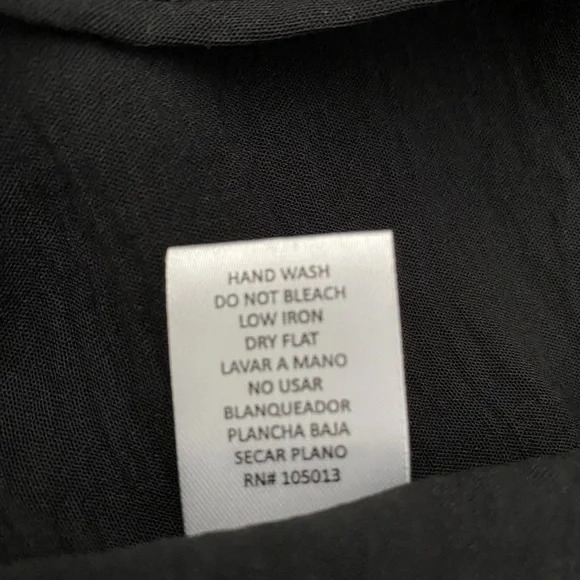 HAND WASH
DO NOT BLEACH
LOW IRON
DRY FLAT
LAVAR A MANO
NO USAR
BLANQUEADOR
PLANCHA BAJA
SECAR PLANO
RN# 105013